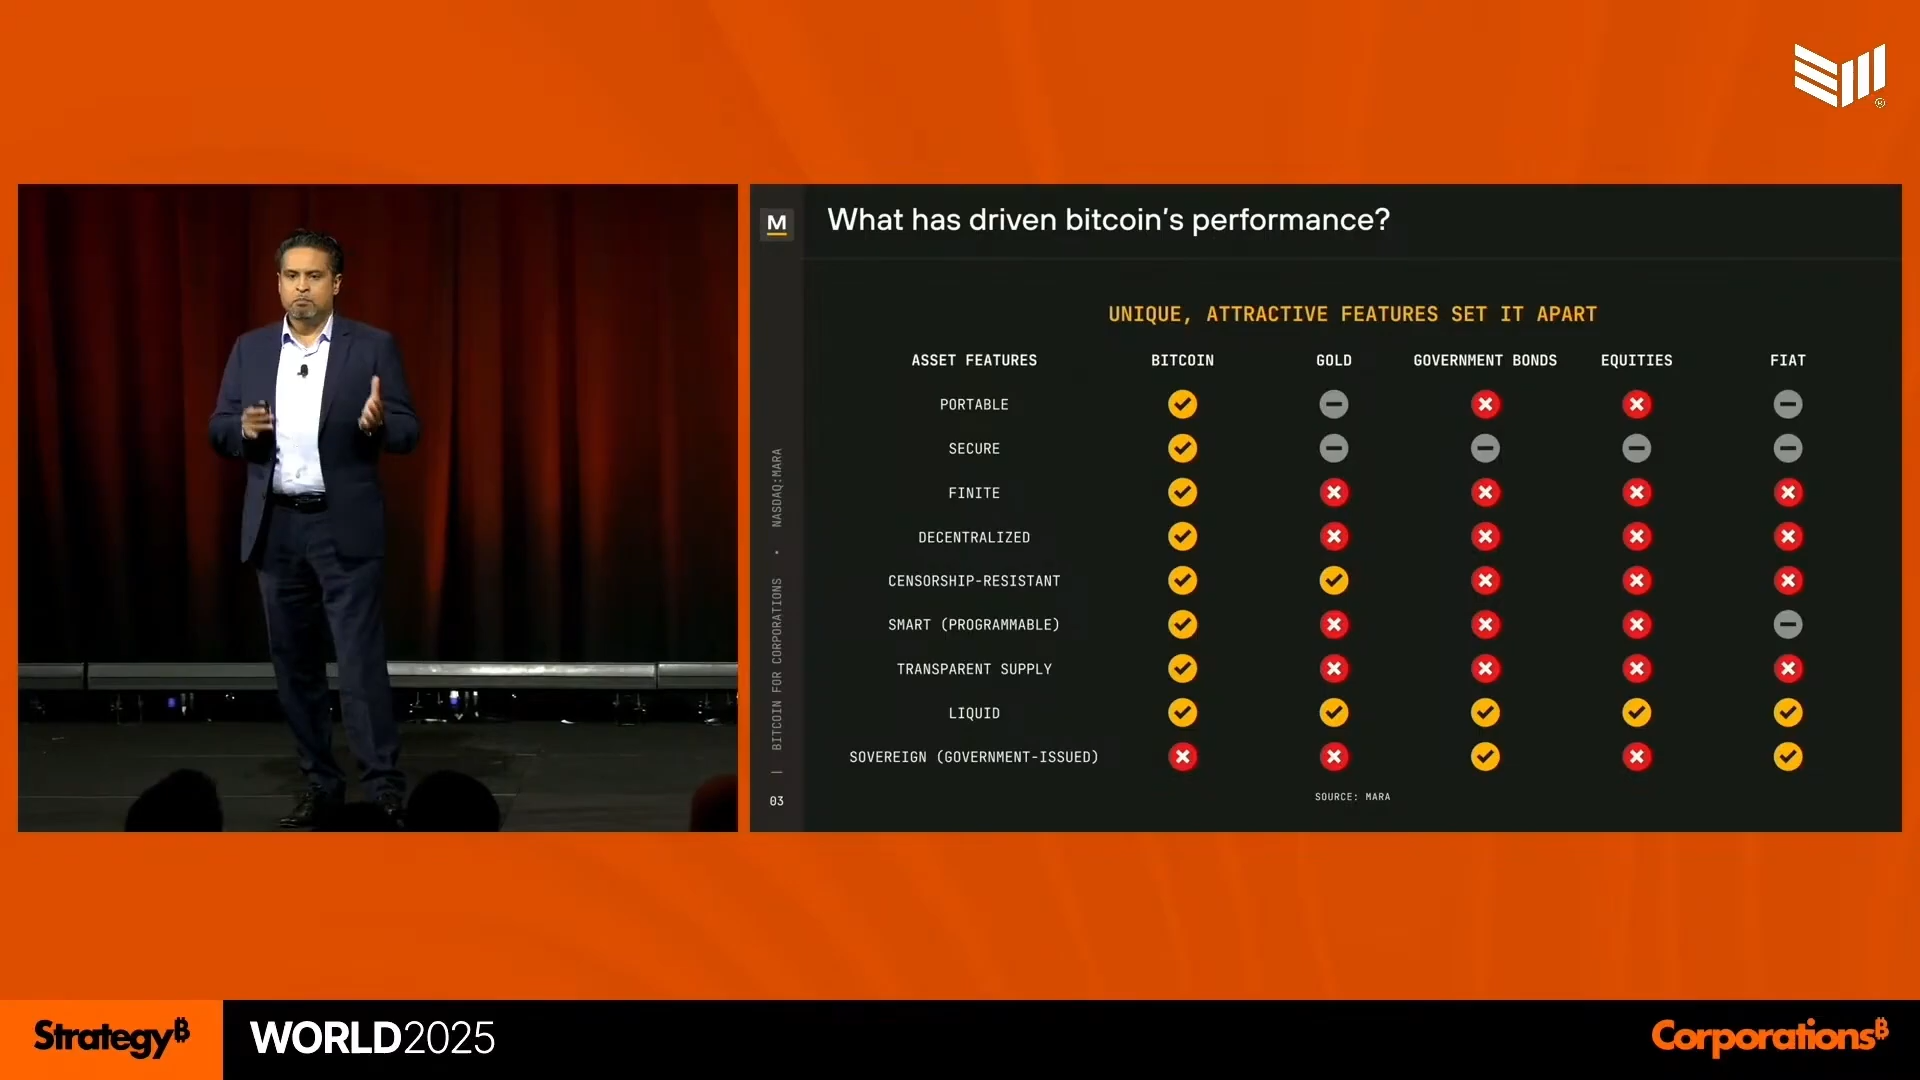 M
What has driven bitcoin's performance?
UNIQUE, ATTRACTIVE FEATURES SET IT APART
ASSET FEATURES BITCOIN GOLD GOVERNMENT BONDS EQUITIES FIAT
PORTABLE
SECURE
FINITE
DECENTRALIZED
CENSORSHIP-RESISTANT
SMART (PROGRAMMABLE)
TRANSPARENT SUPPLY
LIQUID
SOVEREIGN (GOVERNMENT-ISSUED)
SOURCE: MARA
03 | BITCOIN FOR CORPORATIONS • NASDAQ:MARA
Strategy₿ WORLD2025
Corporations₿